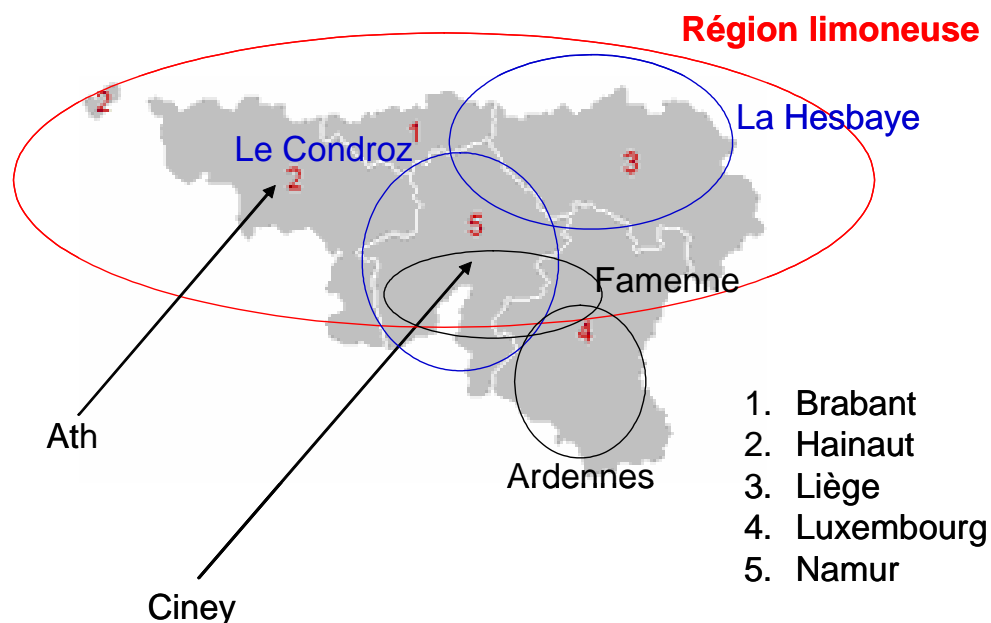 Région limoneuse
2
1
La Hesbaye
Le Condroz
3
2
5
Famenne
4
Ath
Ardennes
1. Brabant
2. Hainaut
3. Liège
4. Luxembourg
5. Namur
Ciney